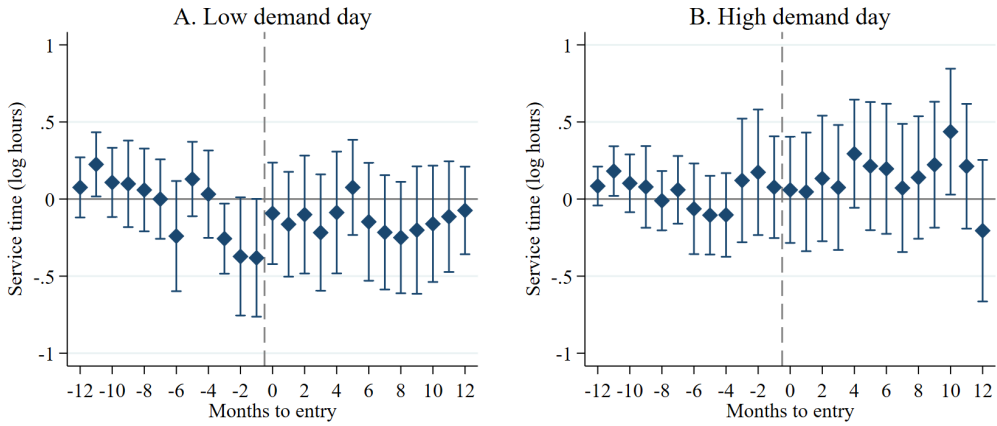 A. Low demand day
Service time (log hours)
1
.5
0
-.5
-1
-12 -10 -8 -6 -4 -2 0 2 4 6 8 10 12
Months to entry
B. High demand day
Service time (log hours)
1
.5
0
-.5
-1
-12 -10 -8 -6 -4 -2 0 2 4 6 8 10 12
Months to entry